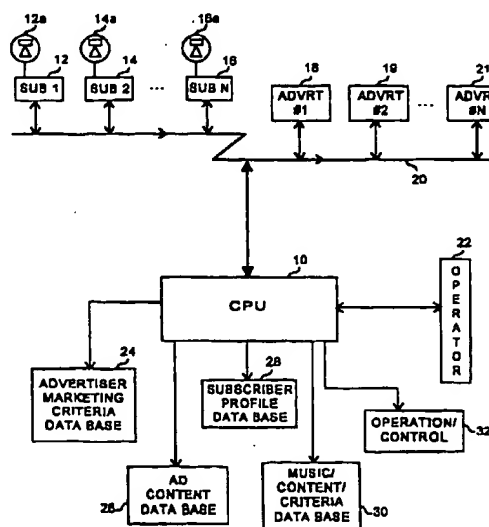 12a 14a 16a
12 14 16
SUB 1 SUB 2 ... SUB N
18 19 21
ADVRT #1 ADVRT #2 ... ADVRT #N
20
10
CPU
22
OPERATOR
24
ADVERTISER
MARKETING
CRITERIA
DATA BASE
28
SUBSCRIBER
PROFILE
DATA BASE
OPERATION/
CONTROL
32
AD
CONTENT
DATA BASE
26
MUSIC/
CONTENT/
CRITERIA
DATA BASE
30